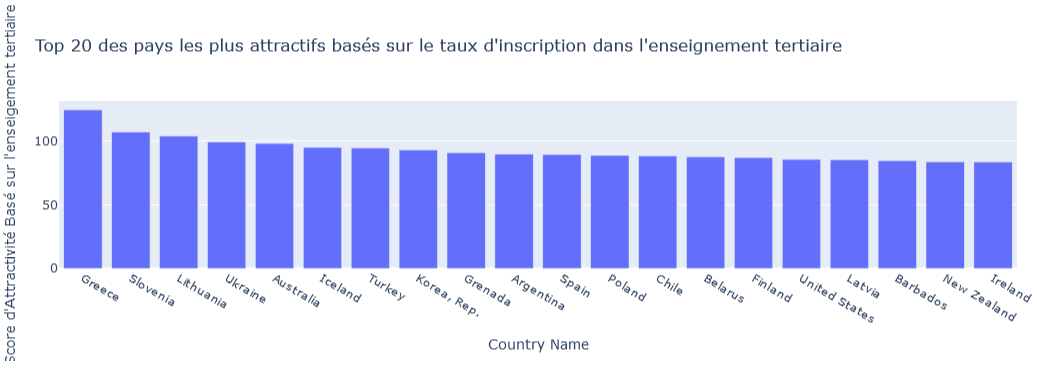 Top 20 des pays les plus attractifs basés sur le taux d'inscription dans l'enseignement tertiaire
Score d'Attractivité Basé sur l'enseigement tertiaire
100
50
0
Greece
Slovenia
Lithuania
Ukraine
Australia
Iceland
Turkey
Korea, Rep.
Grenada
Argentina
Spain
Poland
Chile
Belarus
Finland
United States
Latvia
Barbados
New Zealand
Ireland
Country Name